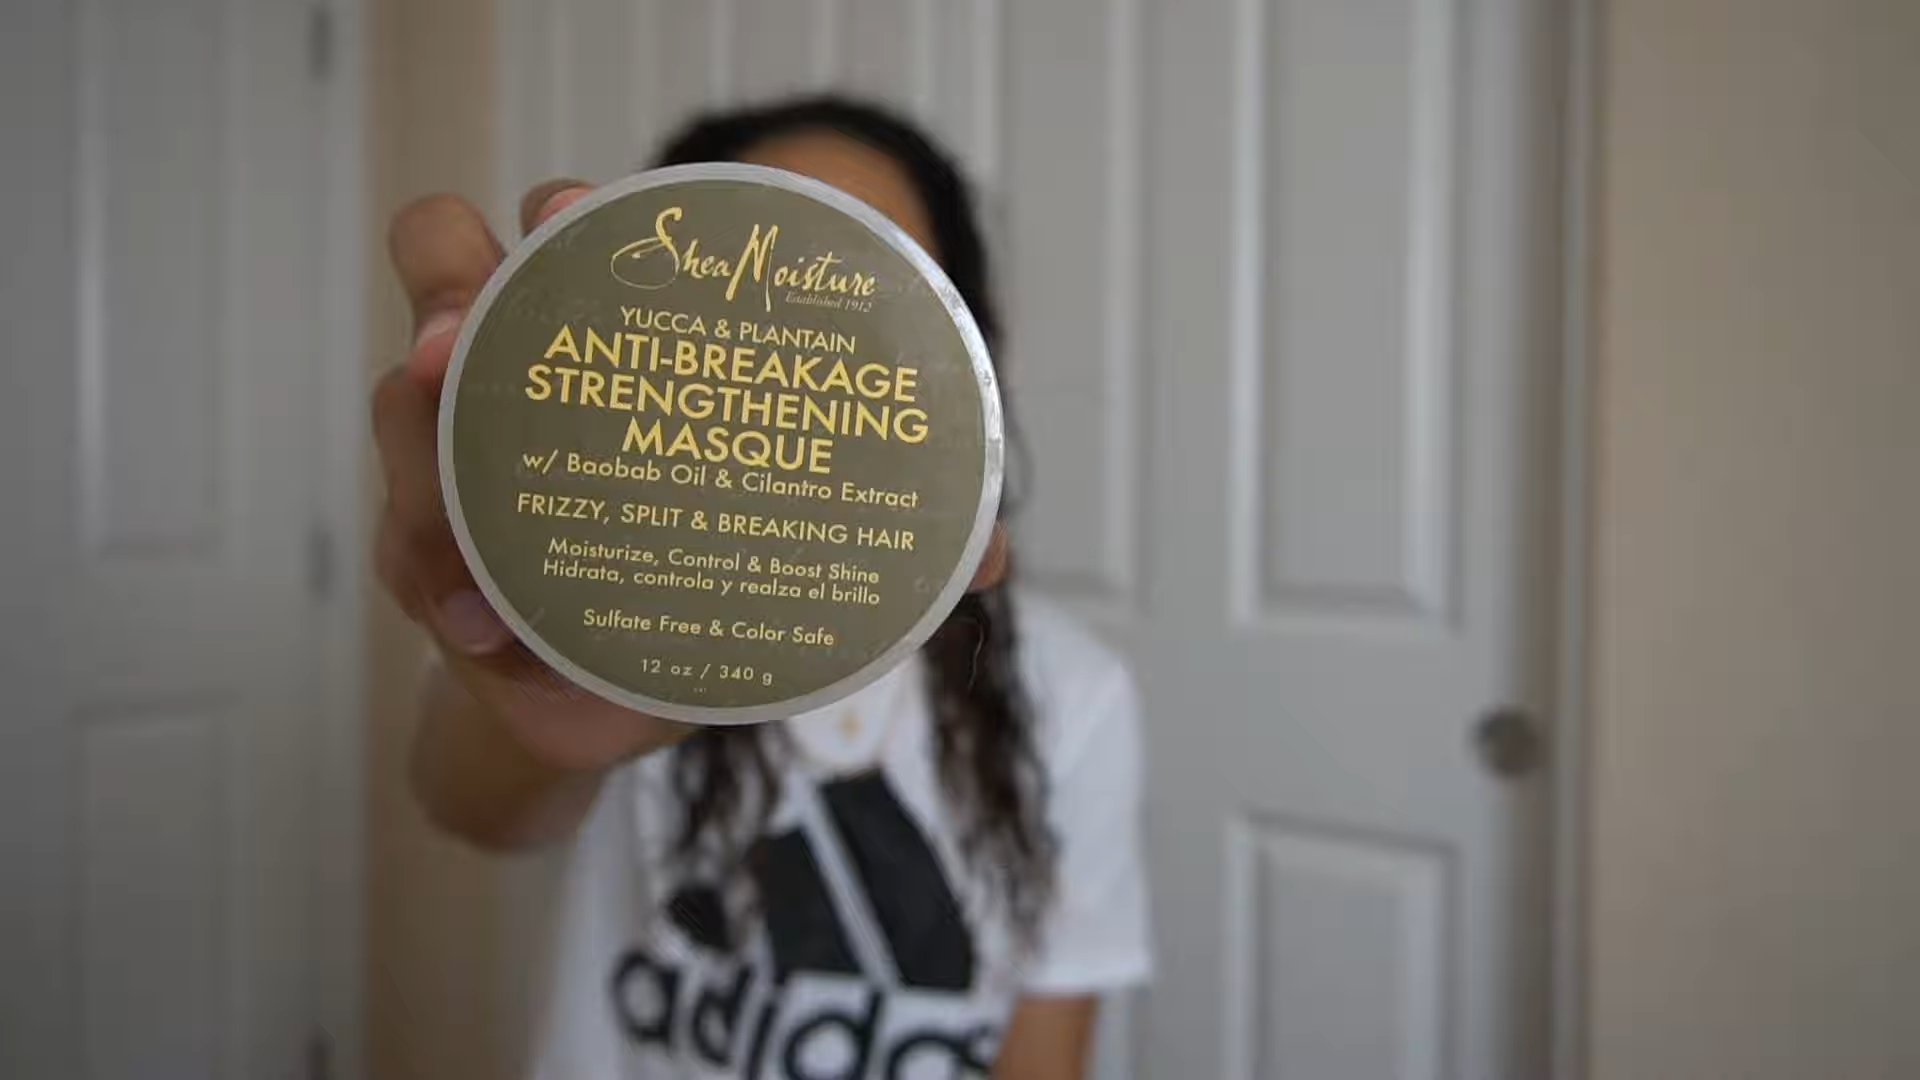 SheaMoisture
Established 1912
YUCCA & PLANTAIN
ANTI-BREAKAGE
STRENGTHENING
MASQUE
w/ Baobab Oil & Cilantro Extract
FRIZZY, SPLIT & BREAKING HAIR
Moisturize, Control & Boost Shine
Hidrata, controla y realza el brillo
Sulfate Free & Color Safe
12 oz / 340 g
adidas